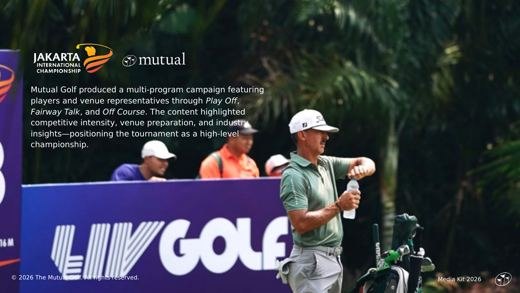 JAKARTA
INTERNATIONAL
CHAMPIONSHIP
mutual
Mutual Golf produced a multi-program campaign featuring
players and venue representatives through Play Off,
Fairway Talk, and Off Course. The content highlighted
competitive intensity, venue preparation, and industry
insights—positioning the tournament as a high-level
championship.
LIV GOLF
16 M
© 2026 The Mutual Golf. All rights reserved.
Media Kit 2026